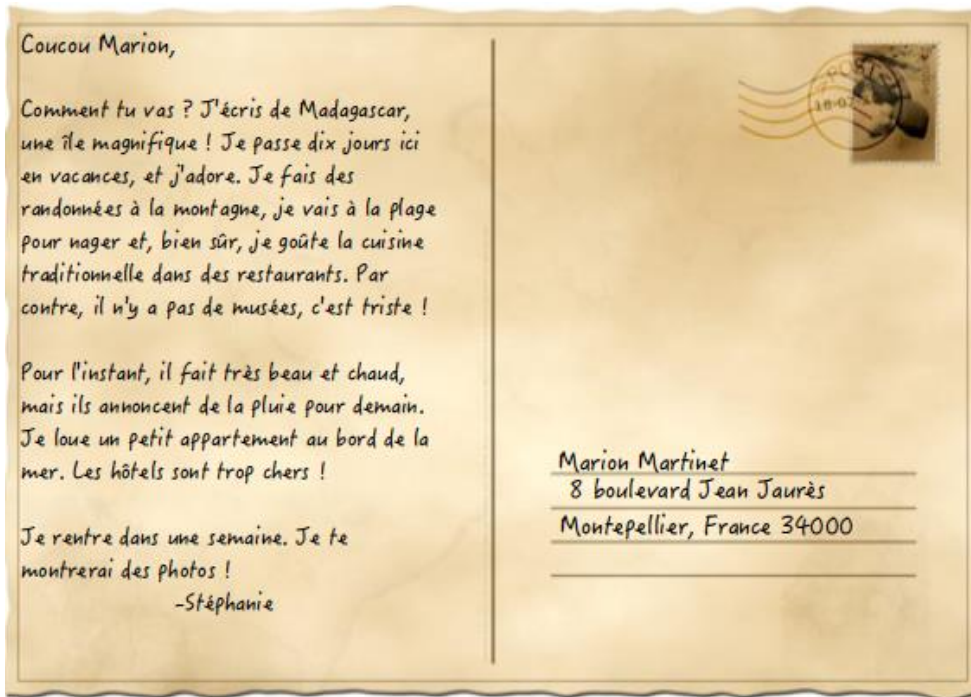 Coucou Marion,
Comment tu vas ? J'écris de Madagascar,
une île magnifique ! Je passe dix jours ici
en vacances, et j'adore. Je fais des
randonnées à la montagne, je vais à la plage
pour nager et, bien sûr, je goûte la cuisine
traditionnelle dans des restaurants. Par
contre, il n'y a pas de musées, c'est triste !
Pour l'instant, il fait très beau et chaud,
mais ils annoncent de la pluie pour demain.
Je loue un petit appartement au bord de la
mer. Les hôtels sont trop chers !
Je rentre dans une semaine. Je te
montrerai des photos !
-Stéphanie
Marion Martinet
8 boulevard Jean Jaurès
Montepellier, France 34000